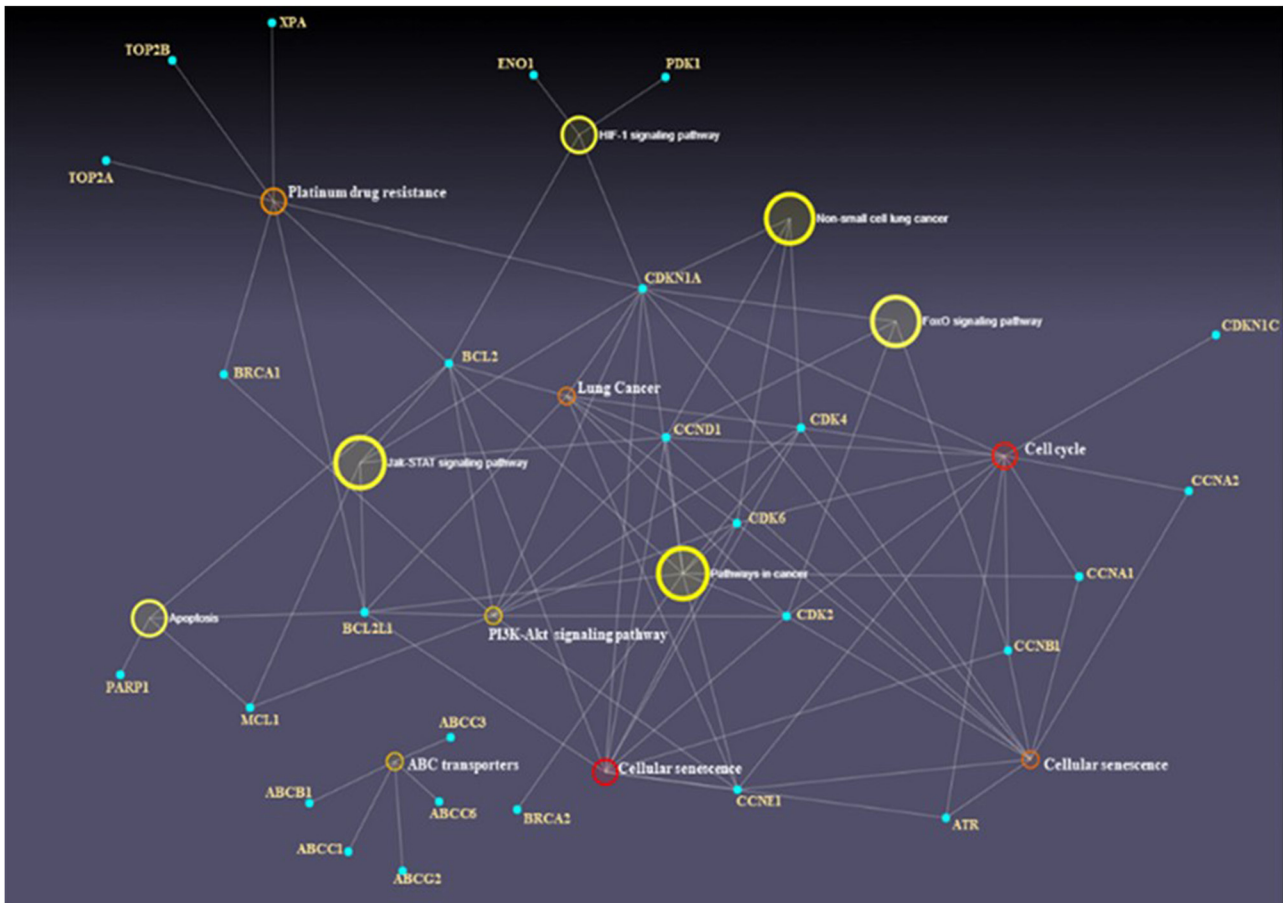 XPA
TOP2B
ENO1
PDK1
HIF-1 signaling pathway
TOP2A
Platinum drug resistance
Non-small cell lung cancer
CDKN1A
FoxO signaling pathway
CDKN1C
BCL2
BRCA1
Lung Cancer
CDK4
CCND1
Cell cycle
Jak-STAT signaling pathway
CCNA2
CDK6
Pathways in cancer
CCNA1
Apoptosis
BCL2L1
PI3K-Akt signaling pathway
CDK2
CCNB1
PARP1
MCL1
ABCC3
ABC transporters
Cellular senescence
Cellular senescence
ABCB1
ABCC6
BRCA2
CCNE1
ATR
ABCC1
ABCG2